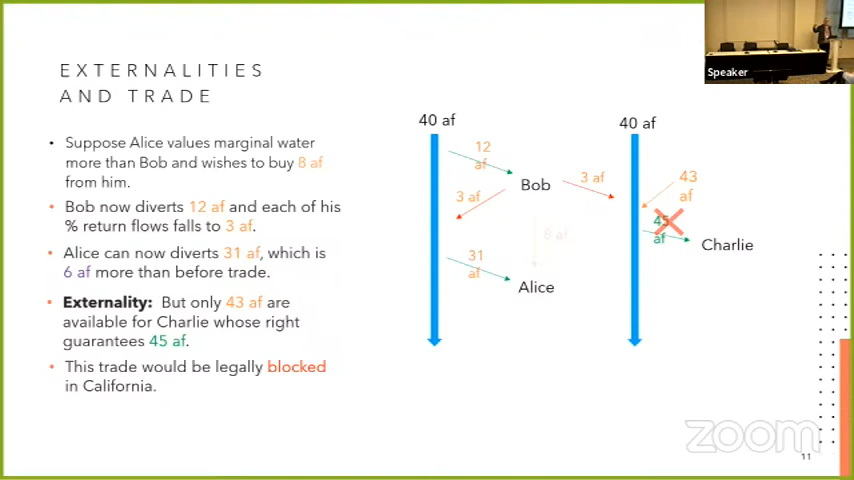 EXTERNALITIES
AND TRADE
• Suppose Alice values marginal water
more than Bob and wishes to buy 8 af
from him.
• Bob now diverts 12 af and each of his
% return flows falls to 3 af.
• Alice can now diverts 31 af, which is
6 af more than before trade.
• Externality: But only 43 af are
available for Charlie whose right
guarantees 45 af.
• This trade would be legally blocked
in California.
40 af
12
af
Bob
3 af
8 af
31
af
Alice
40 af
3 af
43
af
45
af
Charlie
Speaker
zoom
11